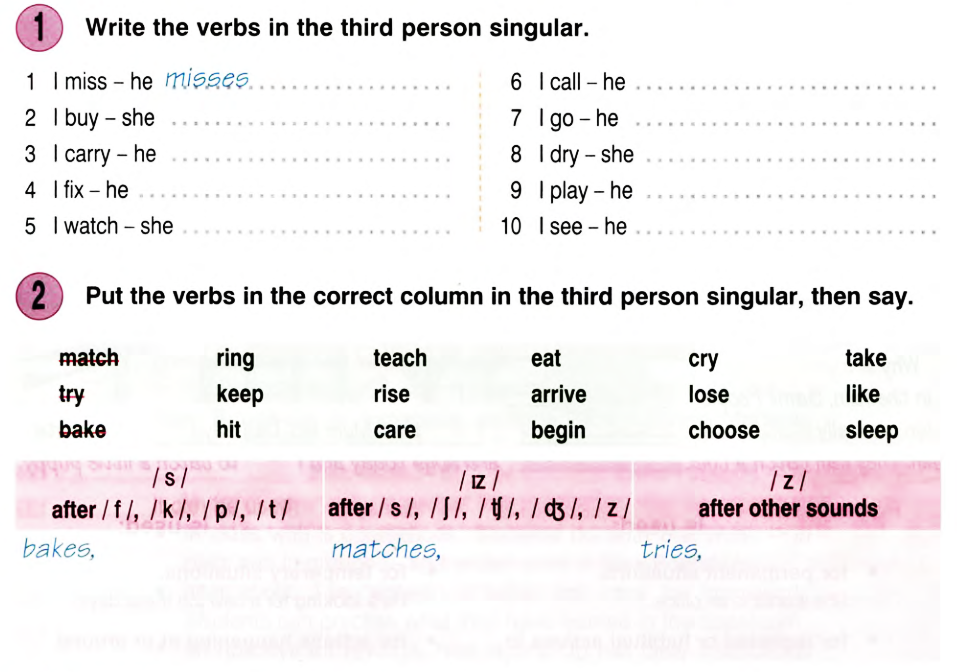 1 Write the verbs in the third person singular.
1 I miss – he misses
2 I buy – she
3 I carry – he
4 I fix – he
5 I watch – she
6 I call – he
7 I go – he
8 I dry – she
9 I play – he
10 I see – he
2 Put the verbs in the correct column in the third person singular, then say.
match ring teach eat cry take
try keep rise arrive lose like
bake hit care begin choose sleep
/ s /
after / f /, / k /, / p /, / t /
/ ɪz /
after / s /, / ʃ /, / ʧ /, / ʤ /, / z /
/ z /
after other sounds
bakes,
matches,
tries,